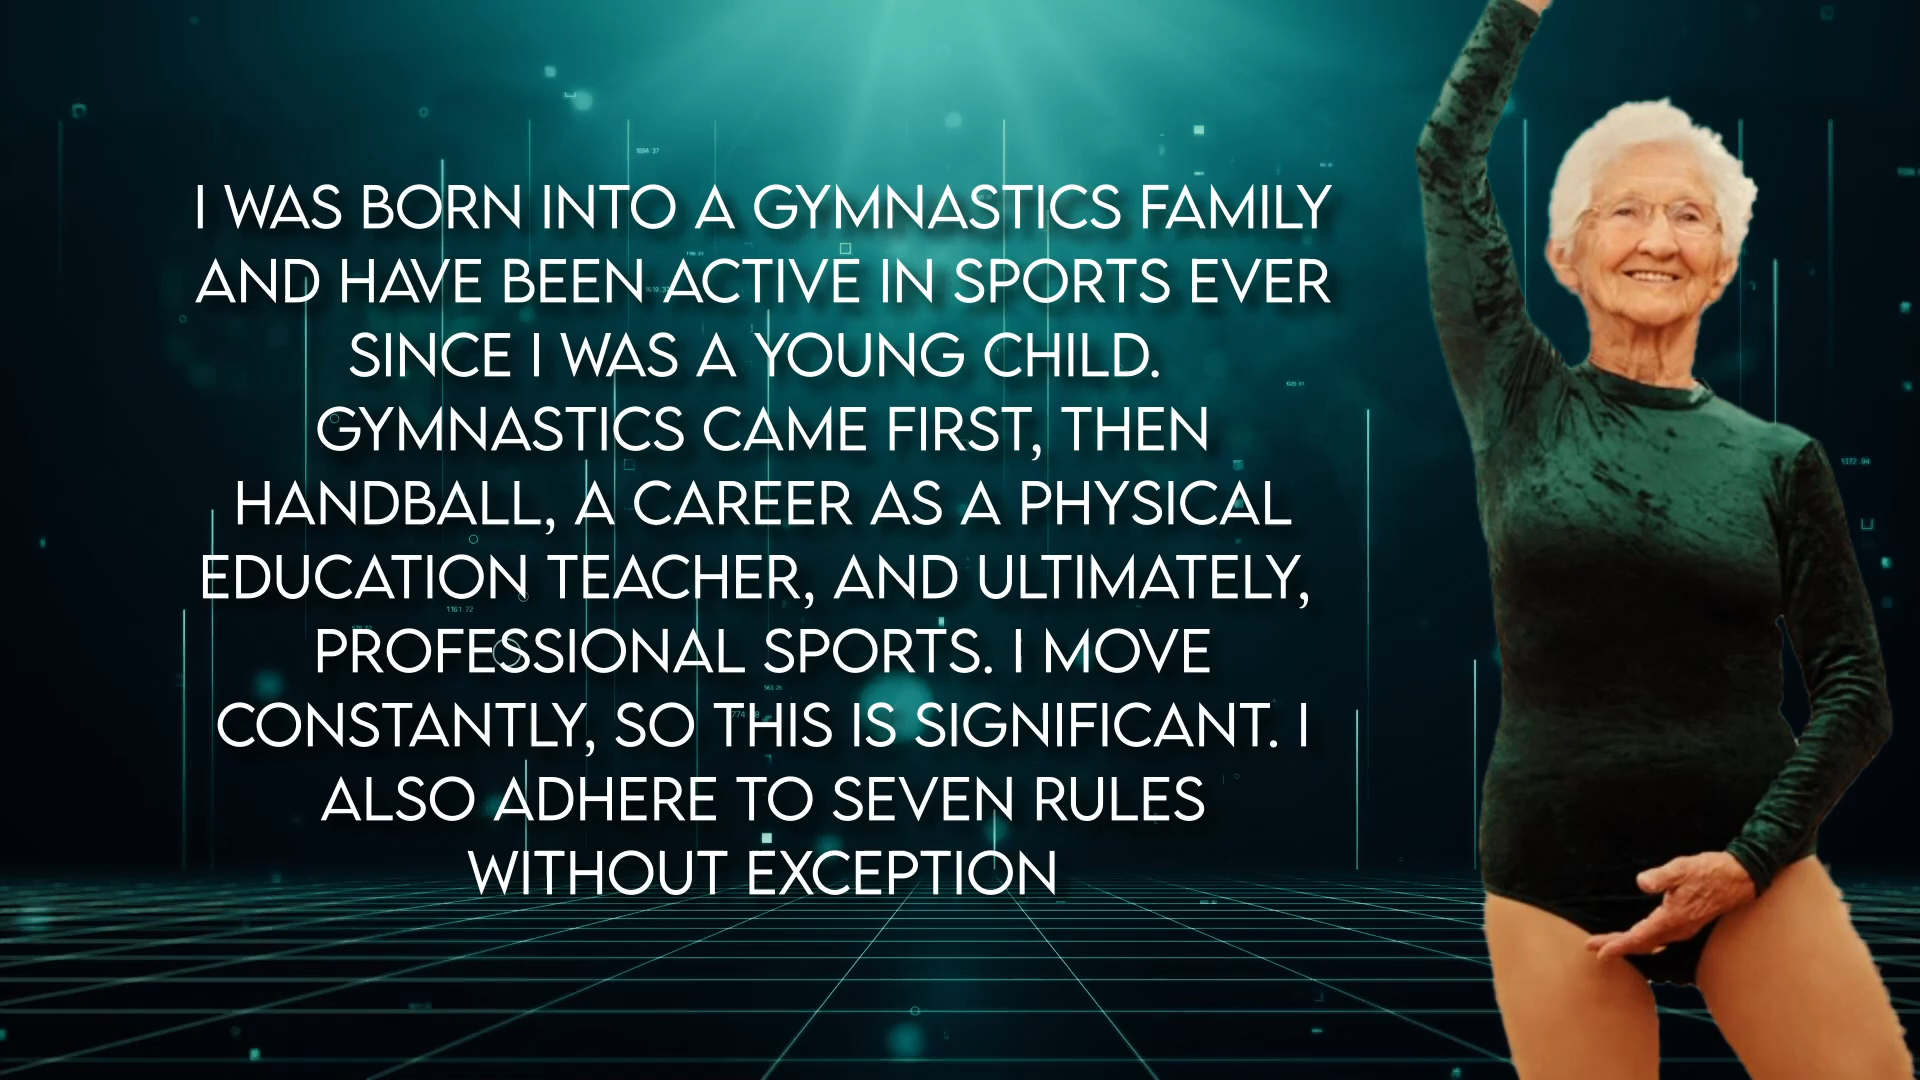 I WAS BORN INTO A GYMNASTICS FAMILY
AND HAVE BEEN ACTIVE IN SPORTS EVER
SINCE I WAS A YOUNG CHILD.
GYMNASTICS CAME FIRST, THEN
HANDBALL, A CAREER AS A PHYSICAL
EDUCATION TEACHER, AND ULTIMATELY,
PROFESSIONAL SPORTS. I MOVE
CONSTANTLY, SO THIS IS SIGNIFICANT. I
ALSO ADHERE TO SEVEN RULES
WITHOUT EXCEPTION